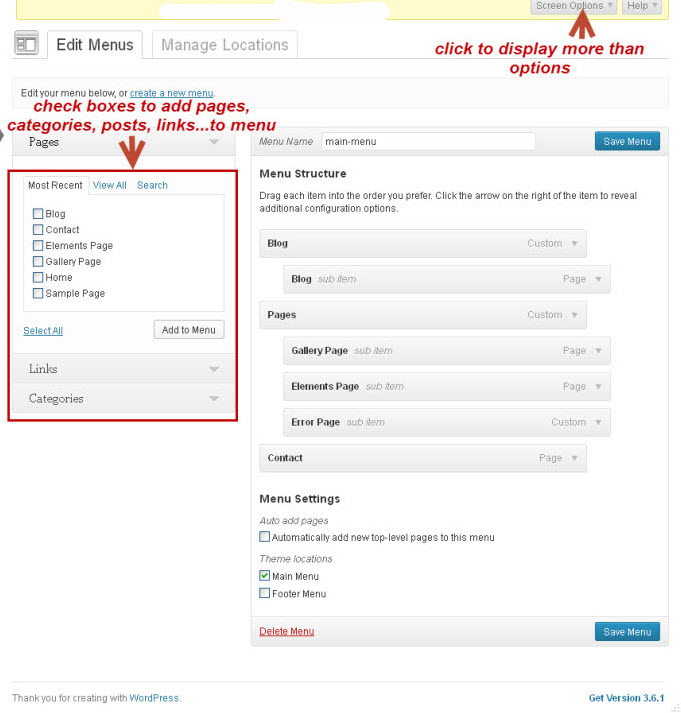 Screen Options Help
Edit Menus Manage Locations
click to display more than
options
Edit your menu below, or create a new menu.
check boxes to add pages,
categories, posts, links...to menu
Pages
Most Recent View All Search
Blog
Contact
Elements Page
Gallery Page
Home
Sample Page
Select All Add to Menu
Links
Categories
Menu Name main-menu Save Menu
Menu Structure
Drag each item into the order you prefer. Click the arrow on the right of the item to reveal
additional configuration options.
Blog Custom
Blog sub item Page
Pages Custom
Gallery Page sub item Page
Elements Page sub item Page
Error Page sub item Custom
Contact Page
Menu Settings
Auto add pages
Automatically add new top-level pages to this menu
Theme locations
Main Menu
Footer Menu
Delete Menu Save Menu
Thank you for creating with WordPress.
Get Version 3.6.1